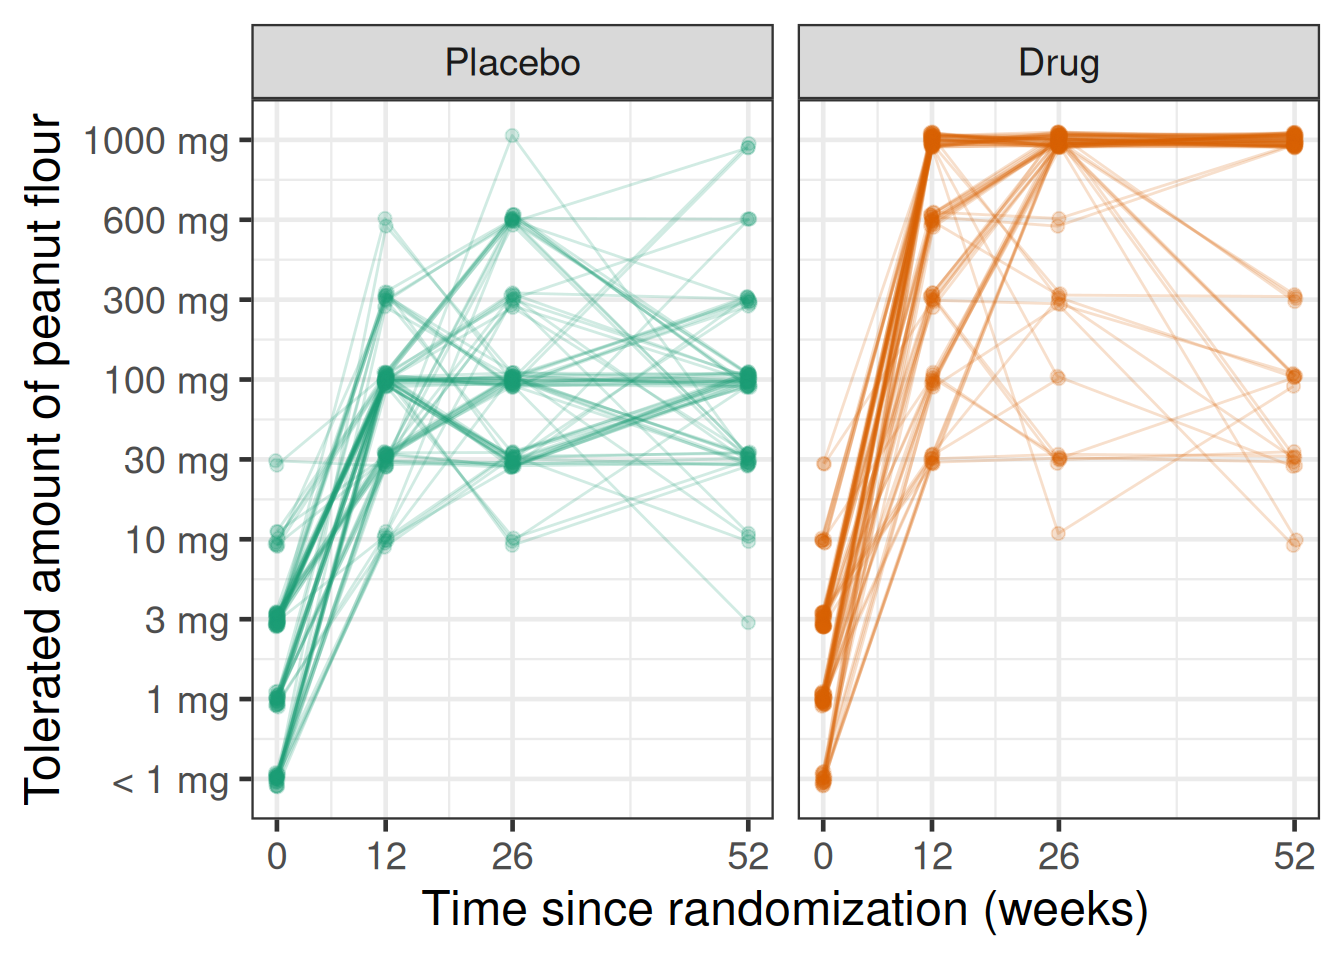 Placebo
Drug
Tolerated amount of peanut flour
1000 mg
600 mg
300 mg
100 mg
30 mg
10 mg
3 mg
1 mg
< 1 mg
0 12 26 52
0 12 26 52
Time since randomization (weeks)